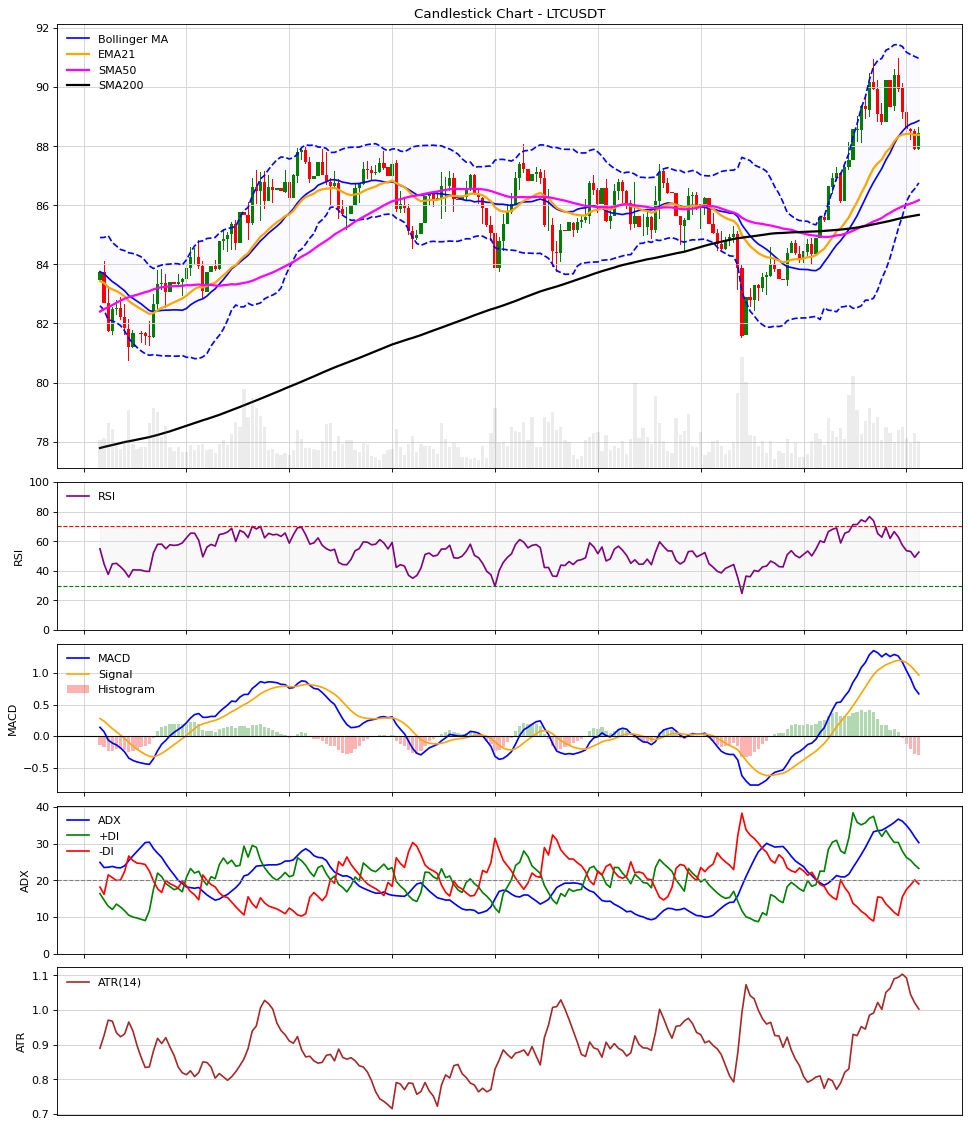 Candlestick Chart - LTCUSDT
92
90
88
86
84
82
80
78
Bollinger MA
EMA21
SMA50
SMA200
100
80
60
40
20
0
RSI
RSI
1.0
0.5
0.0
−0.5
MACD
MACD
Signal
Histogram
40
30
20
10
0
ADX
ADX
+DI
-DI
1.1
1.0
0.9
0.8
0.7
ATR
ATR(14)